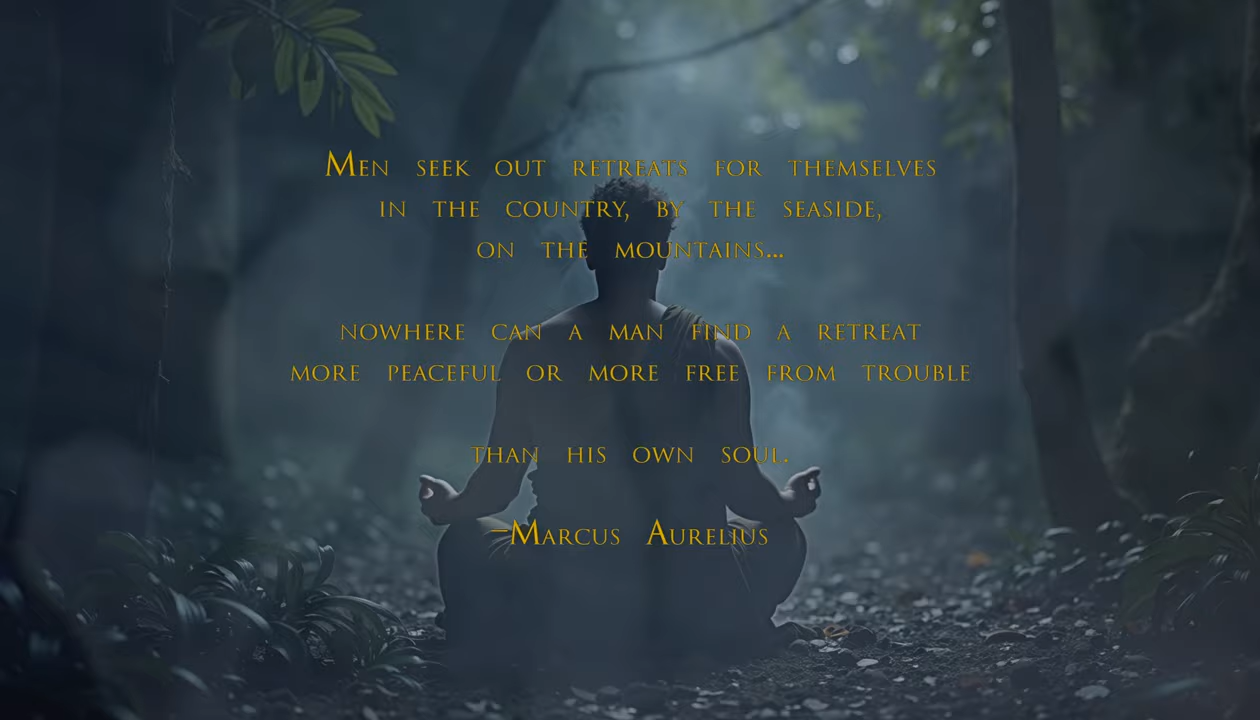 Men seek out retreats for themselves
in the country, by the seaside,
on the mountains...
nowhere can a man find a retreat
more peaceful or more free from trouble
than his own soul.
–Marcus Aurelius